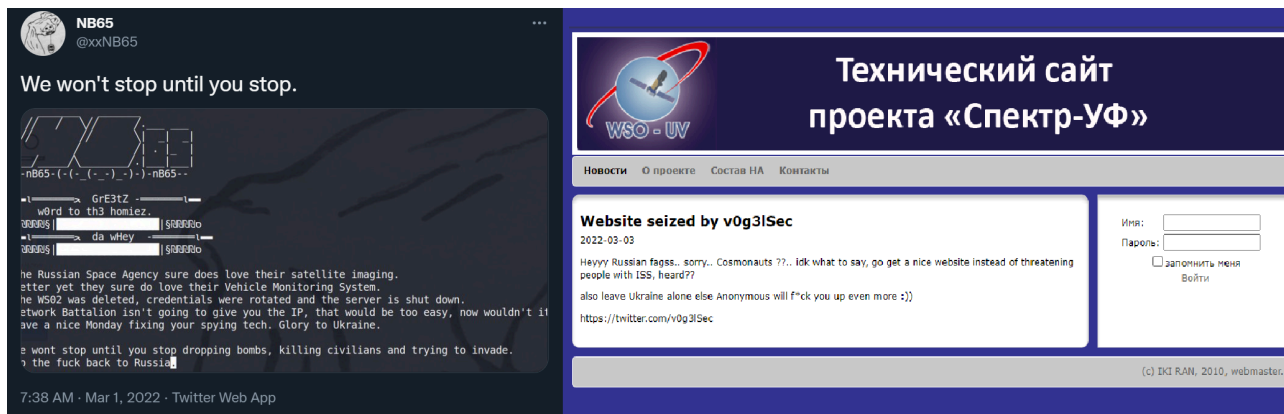 NB65
@xxNB65
We won't stop until you stop.
-nB65-(-(-_(-_-)_-)-)-nB65--
GrE3tZ
w0rd to th3 homiez.
da wHey
he Russian Space Agency sure does love their satellite imaging.
etter yet they sure do love their Vehicle Monitoring System.
he WS02 was deleted, credentials were rotated and the server is shut down.
etwork Battalion isn't going to give you the IP, that would be too easy, now wouldn't it
ave a nice Monday fixing your spying tech. Glory to Ukraine.
e wont stop until you stop dropping bombs, killing civilians and trying to invade.
the fuck back to Russia.
7:38 AM · Mar 1, 2022 · Twitter Web App
WSO - UV
Технический сайт
проекта «Спектр-УФ»
Новости О проекте Состав НА Контакты
Website seized by v0g3lSec
2022-03-03
Heyyy Russian fagss.. sorry.. Cosmonauts ??.. idk what to say, go get a nice website instead of threatening
people with ISS, heard??
also leave Ukraine alone else Anonymous will f*ck you up even more :))
https://twitter.com/v0g3lSec
Имя:
Пароль:
запомнить меня
Войти
(c) IKI RAN, 2010, webmaster.